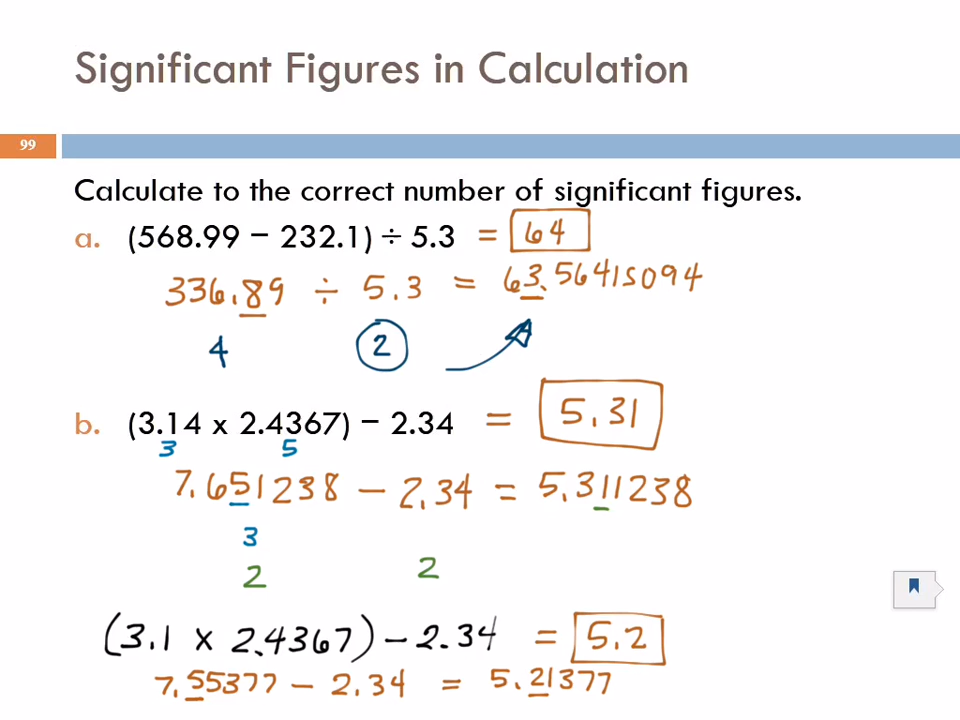 Significant Figures in Calculation
99
Calculate to the correct number of significant figures.
a. (568.99 − 232.1) ÷ 5.3 = 64
336.89 ÷ 5.3 = 63.56415094
4 2
b. (3.14 x 2.4367) − 2.34 = 5.31
3 5
7.651238 − 2.34 = 5.311238
3
2 2
(3.1 x 2.4367) − 2.34 = 5.2
7.55377 − 2.34 = 5.21377